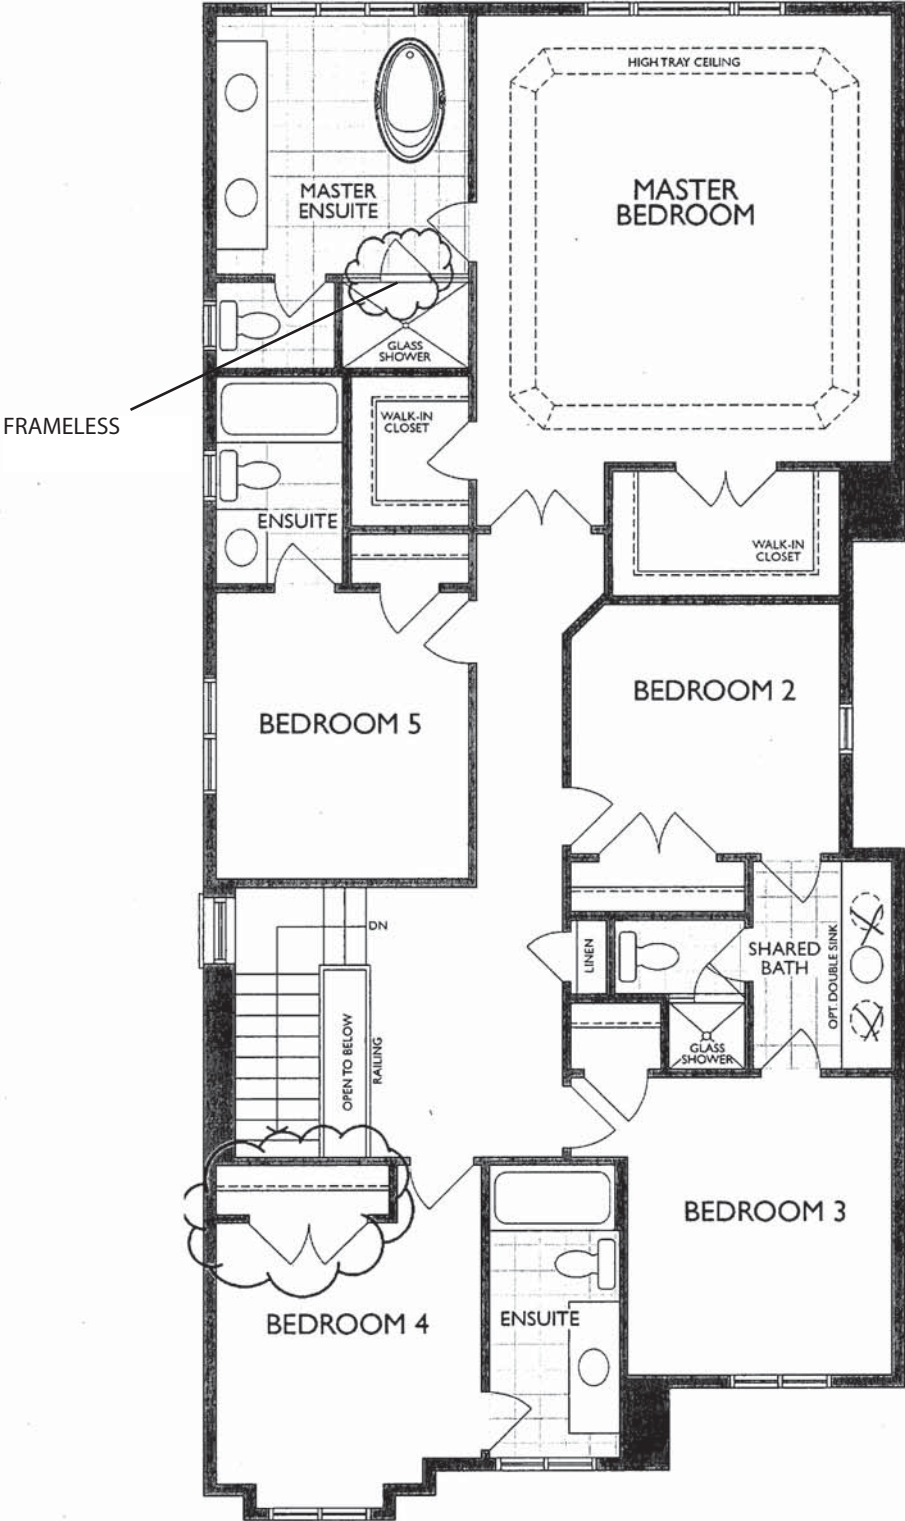 HIGH TRAY CEILING
MASTER
ENSUITE
MASTER
BEDROOM
GLASS
SHOWER
FRAMELESS
WALK-IN
CLOSET
ENSUITE
WALK-IN
CLOSET
BEDROOM 2
BEDROOM 5
DN
LINEN
SHARED
BATH
OPT. DOUBLE SINK
OPEN TO BELOW
RAILING
GLASS
SHOWER
BEDROOM 3
ENSUITE
BEDROOM 4